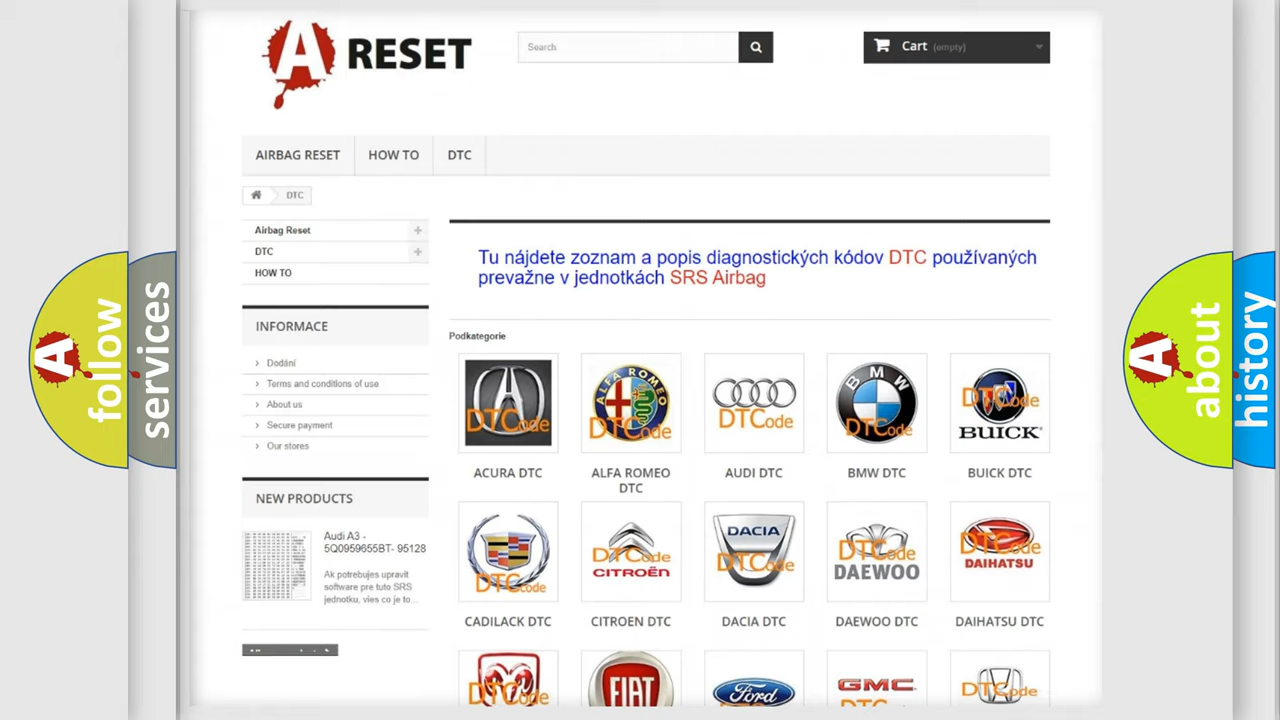 A RESET
Search
Cart (empty)
AIRBAG RESET
HOW TO
DTC
DTC
Airbag Reset
DTC
HOW TO
Tu nájdete zoznam a popis diagnostických kódov DTC používaných
prevažne v jednotkách SRS Airbag
INFORMACE
Dodání
Terms and conditions of use
About us
Secure payment
Our stores
Podkategorie
DTCode
ALFA ROMEO
DTCode
DTCode
BMW
DTCode
DTCode
BUICK
ACURA DTC
ALFA ROMEO
DTC
AUDI DTC
BMW DTC
BUICK DTC
NEW PRODUCTS
Audi A3 -
5Q0959655BT- 95128
Ak potrebujes upravit
software pre tuto SRS
jednotku, vies co je to...
DTCode
DTCode
CITROËN
DACIA
DTCode
DTCode
DAEWOO
DTCode
DAIHATSU
CADILACK DTC
CITROEN DTC
DACIA DTC
DAEWOO DTC
DAIHATSU DTC
DTCode
FIAT
Ford
GMC
DTCode
A follow
services
A about
history